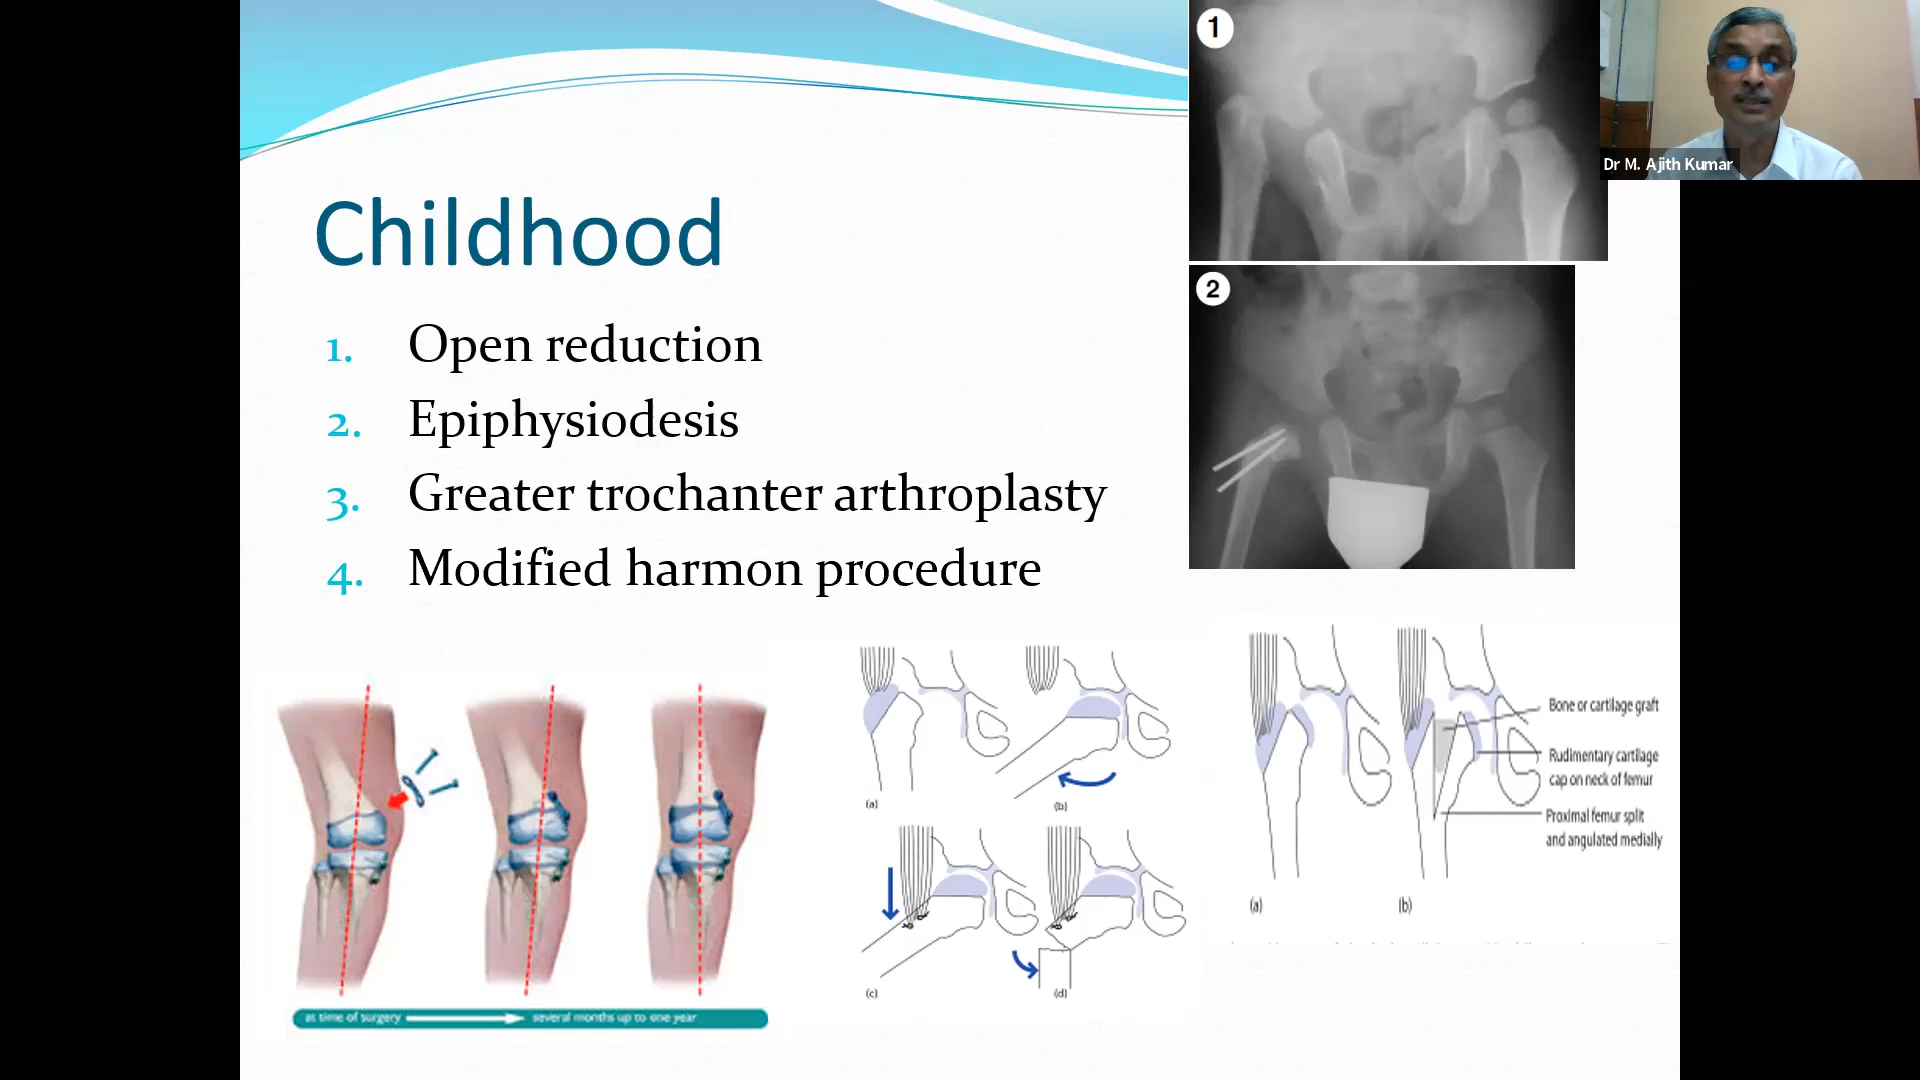 1
Dr M. Ajith Kumar
2
Childhood
1. Open reduction
2. Epiphysiodesis
3. Greater trochanter arthroplasty
4. Modified harmon procedure
at time of surgery
several months up to one year
(a)
(b)
(c)
(d)
Bone or cartilage graft
Rudimentary cartilage
cap on neck of femur
Proximal femur split
and angulated medially
(a)
(b)